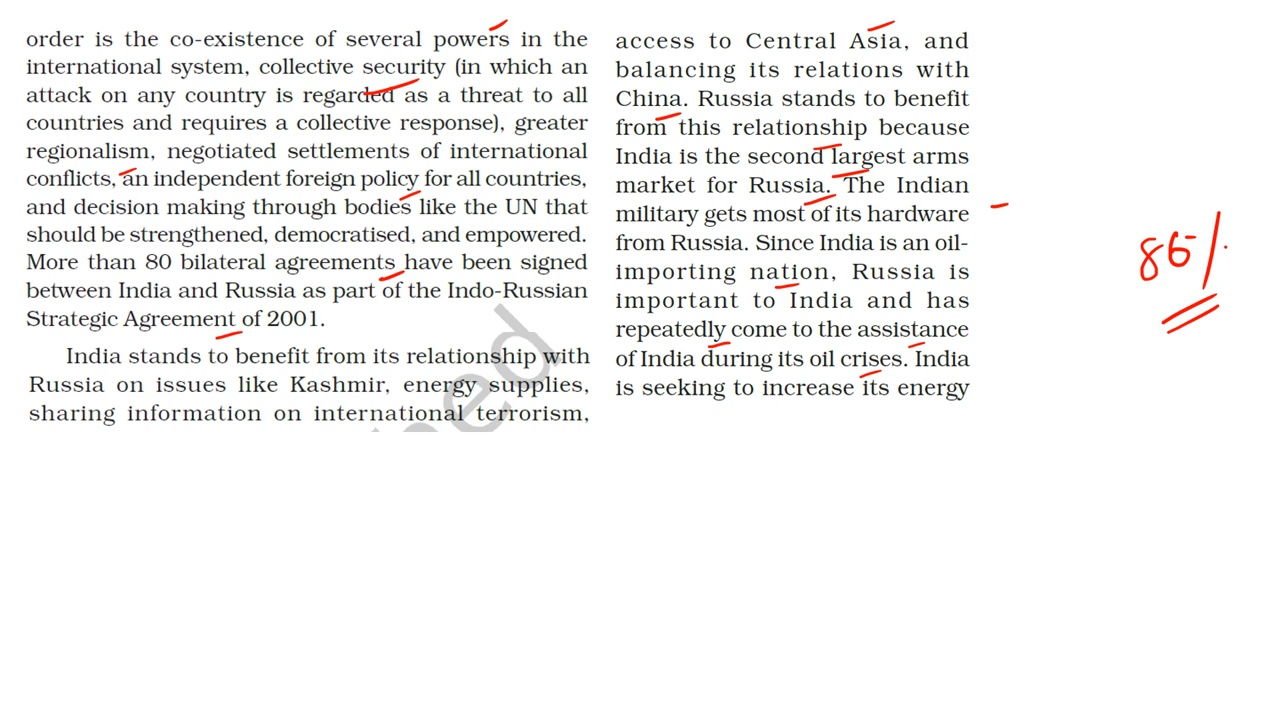 order is the co-existence of several powers in the
international system, collective security (in which an
attack on any country is regarded as a threat to all
countries and requires a collective response), greater
regionalism, negotiated settlements of international
conflicts, an independent foreign policy for all countries,
and decision making through bodies like the UN that
should be strengthened, democratised, and empowered.
More than 80 bilateral agreements have been signed
between India and Russia as part of the Indo-Russian
Strategic Agreement of 2001.
India stands to benefit from its relationship with
Russia on issues like Kashmir, energy supplies,
sharing information on international terrorism,
access to Central Asia, and
balancing its relations with
China. Russia stands to benefit
from this relationship because
India is the second largest arms
market for Russia. The Indian
military gets most of its hardware
from Russia. Since India is an oil-
importing nation, Russia is
important to India and has
repeatedly come to the assistance
of India during its oil crises. India
is seeking to increase its energy